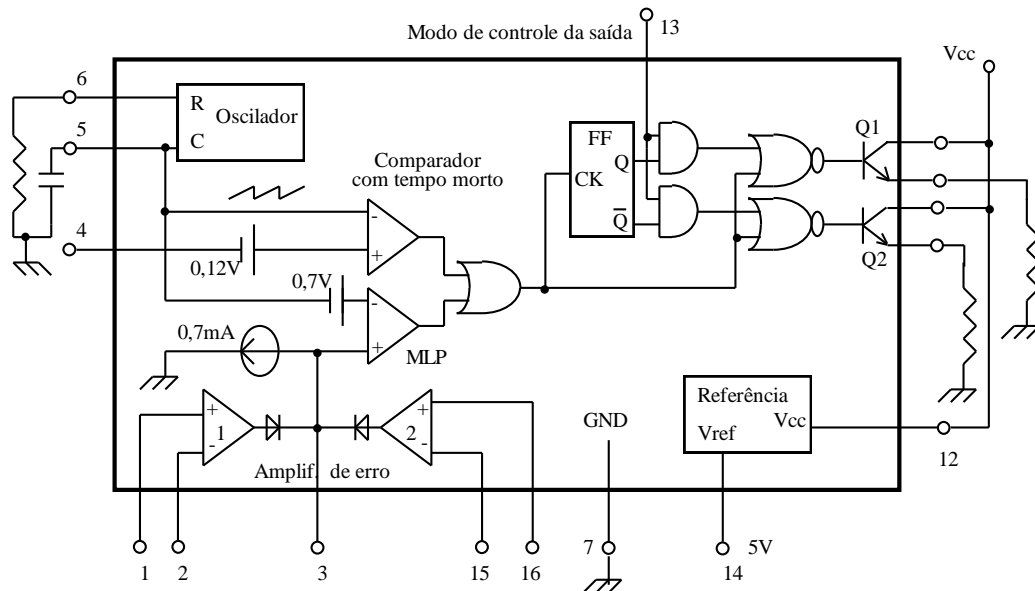 Modo de controle da saída
13
Vcc
6
R
Oscilador
5
C
Comparador
com tempo morto
FF
Q
CK
Q̅
Q1
Q2
-
+
4
0,12V
0,7V
-
+
MLP
0,7mA
+
1
-
+
2
-
Amplif. de erro
GND
Referência
Vcc
Vref
12
1
2
3
15
16
7
14
5V